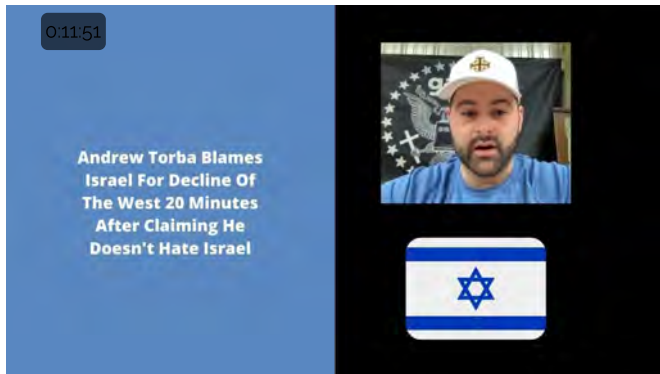 0:11:51
Andrew Torba Blames
Israel For Decline Of
The West 20 Minutes
After Claiming He
Doesn't Hate Israel